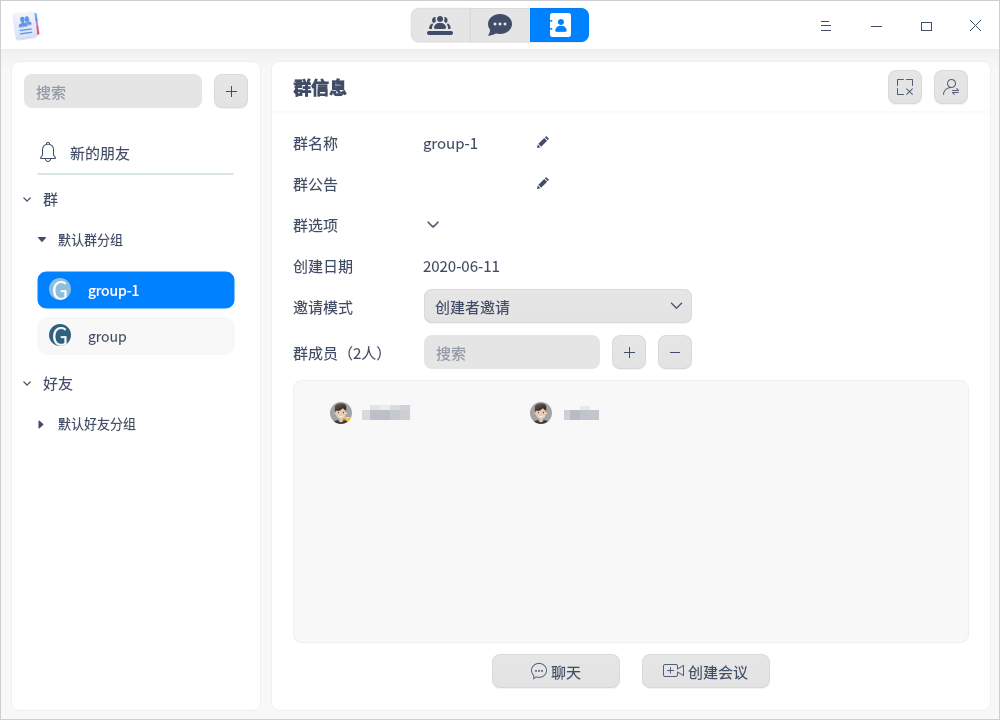 搜索
新的朋友
群
默认群分组
group-1
group
好友
默认好友分组
群信息
群名称 group-1
群公告
群选项
创建日期 2020-06-11
邀请模式 创建者邀请
群成员（2人） 搜索
聊天 创建会议